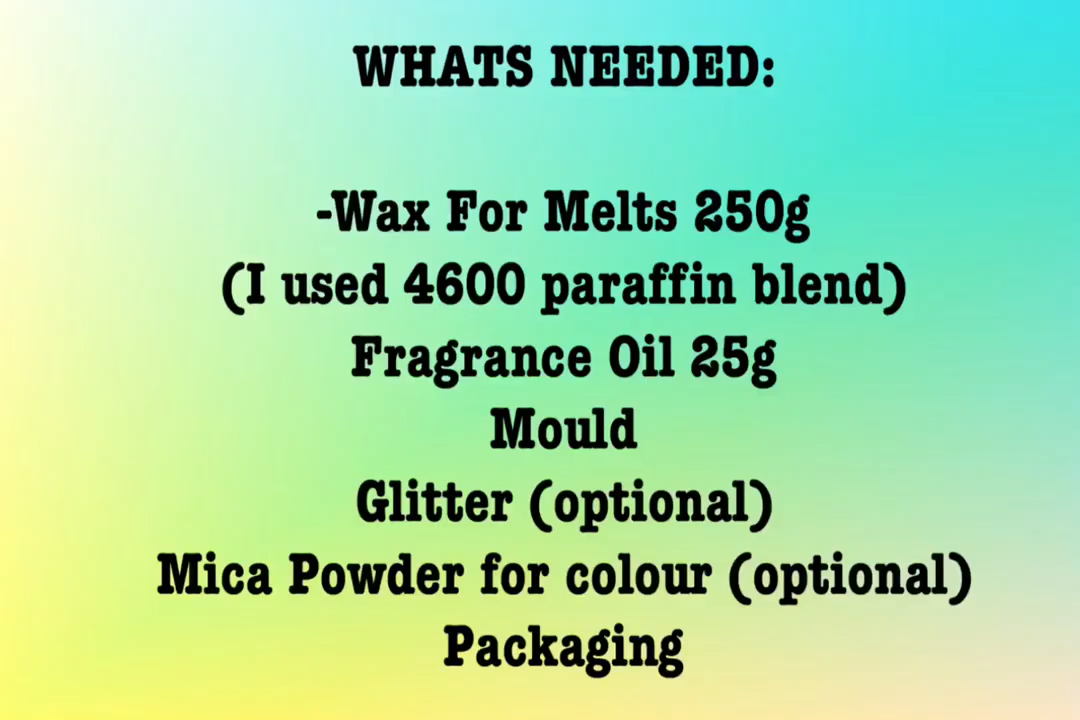 WHATS NEEDED:
-Wax For Melts 250g
(I used 4600 paraffin blend)
Fragrance Oil 25g
Mould
Glitter (optional)
Mica Powder for colour (optional)
Packaging